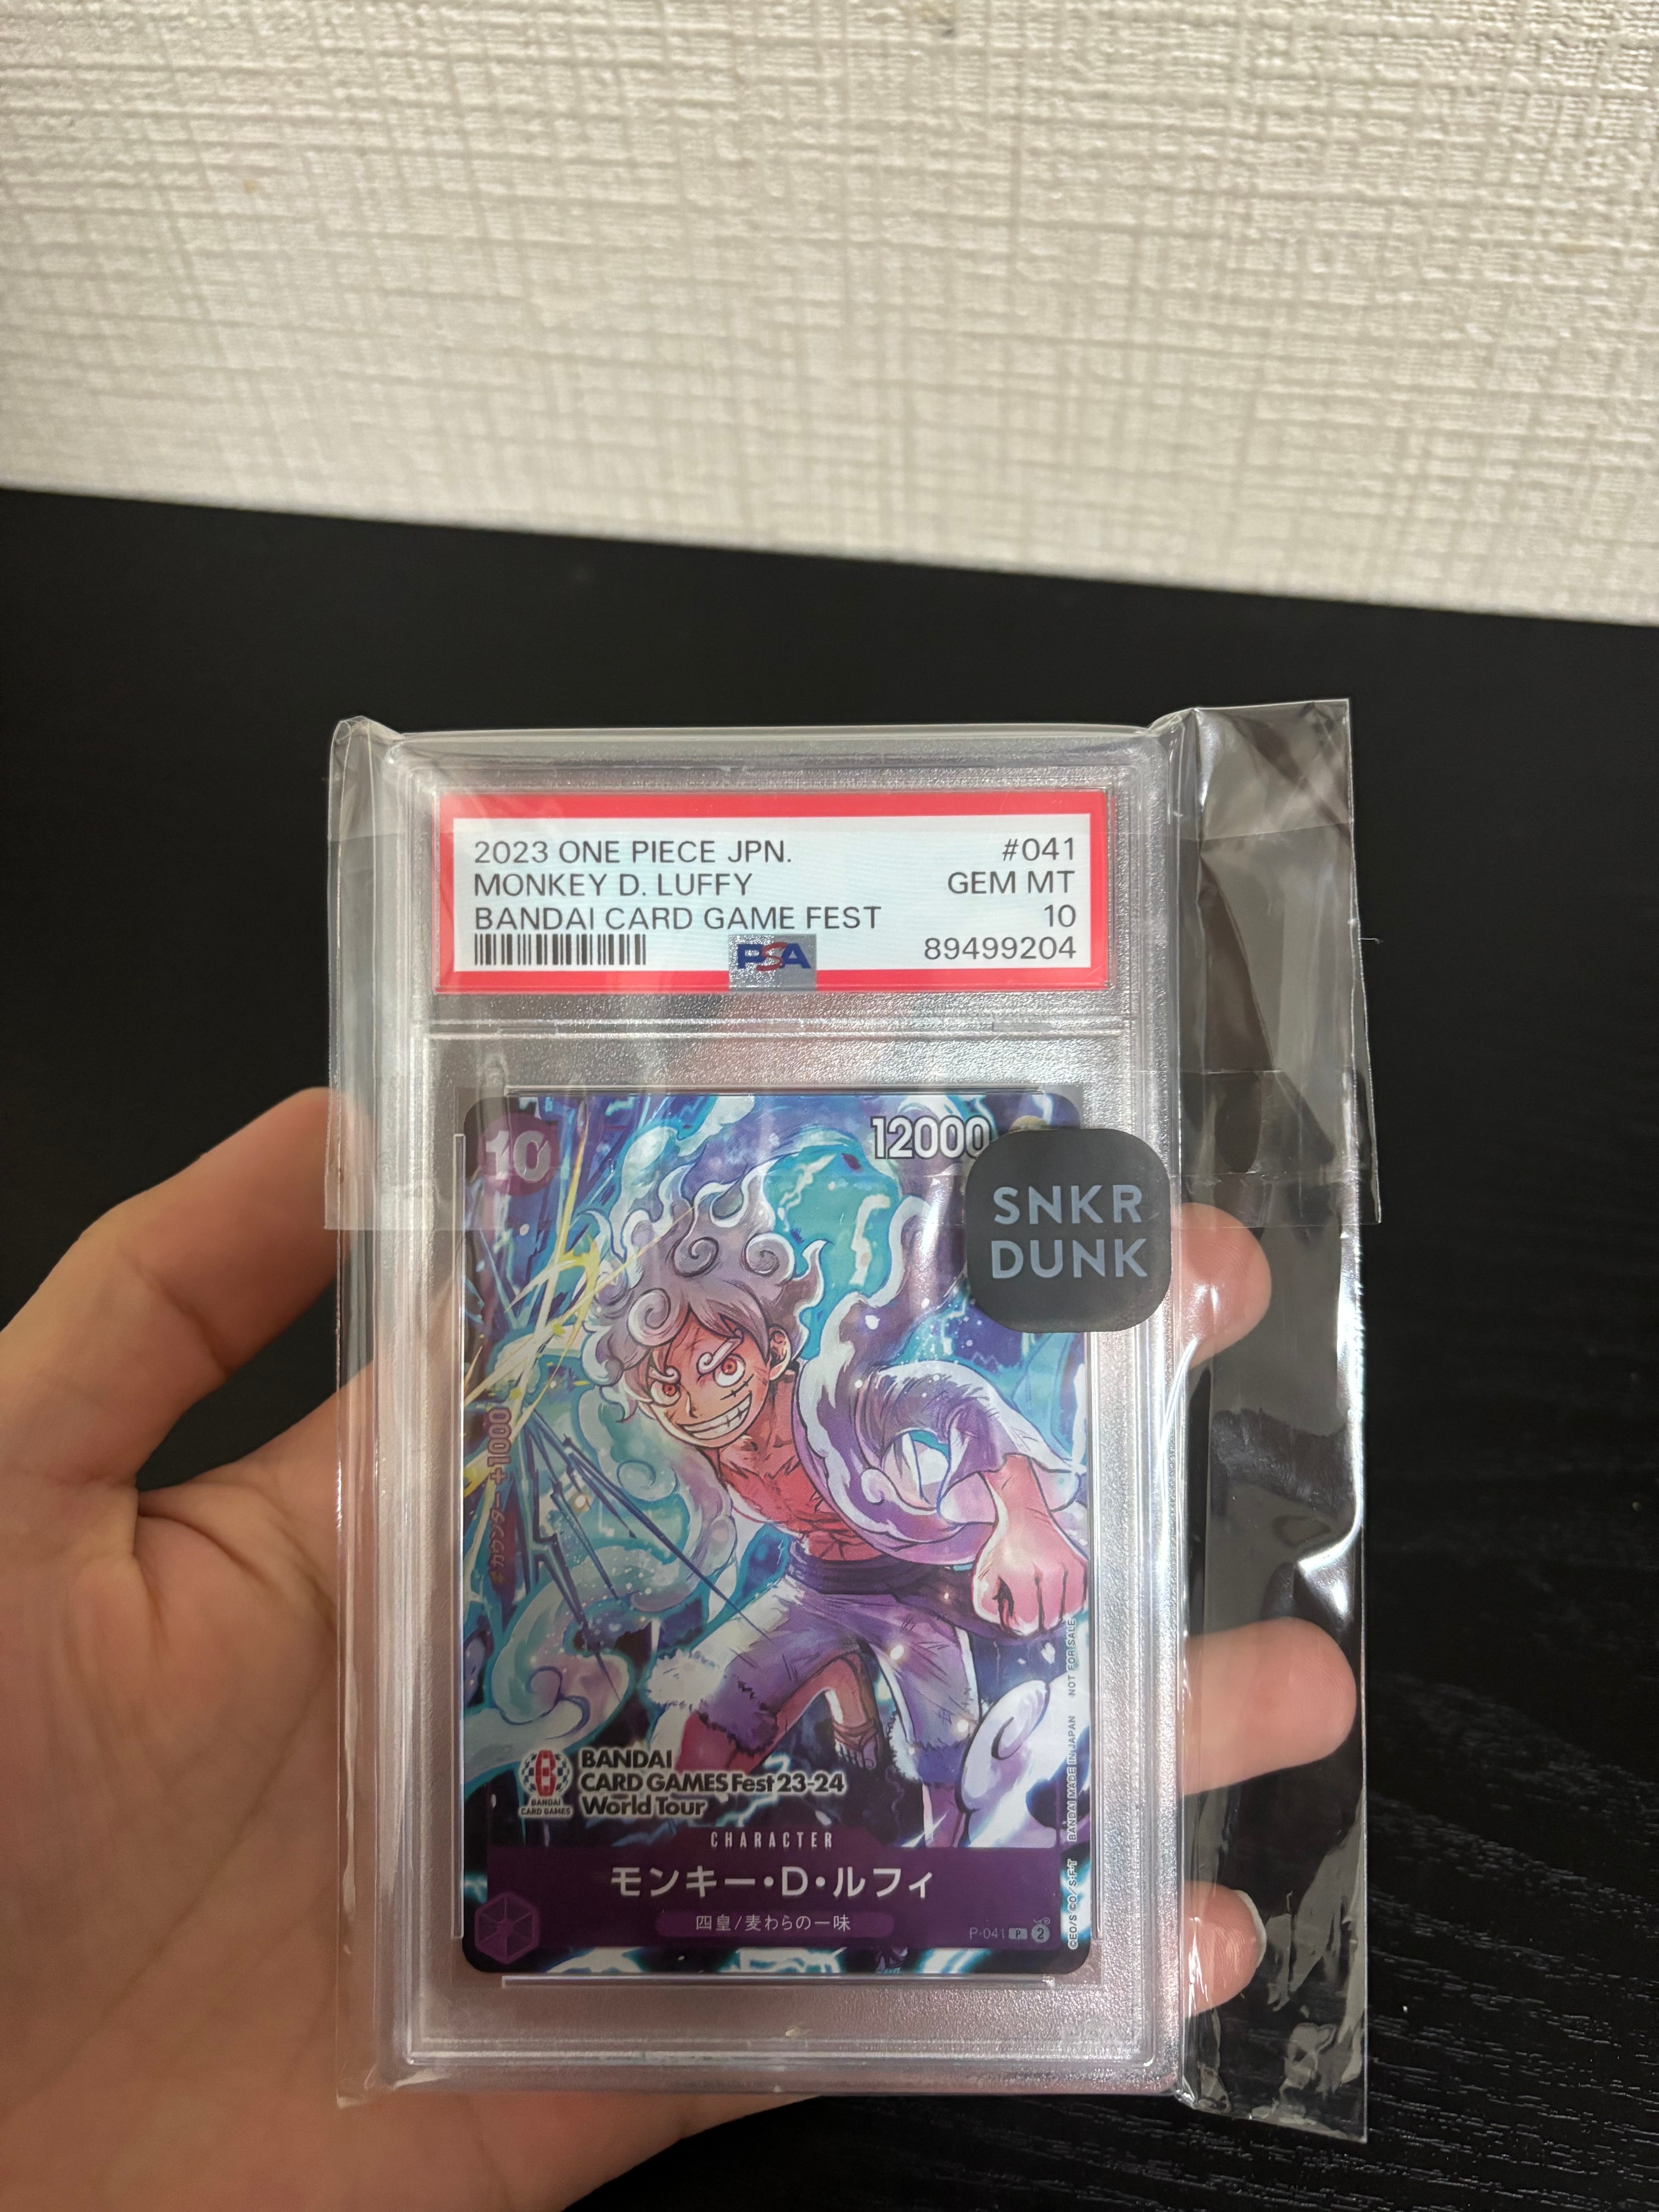 2023 ONE PIECE JPN. #041
MONKEY D. LUFFY GEM MT
BANDAI CARD GAME FEST 10
PSA 89499204
10
12000
SNKR
DUNK
カウンター +1000
BANDAI
CARD GAMES Fest 23-24
World Tour
BANDAI
CARD GAMES
CHARACTER
モンキー・D・ルフィ
四皇/麦わらの一味
P-041 P 2
BANDAI MADE IN JAPAN NOT FOR SALE